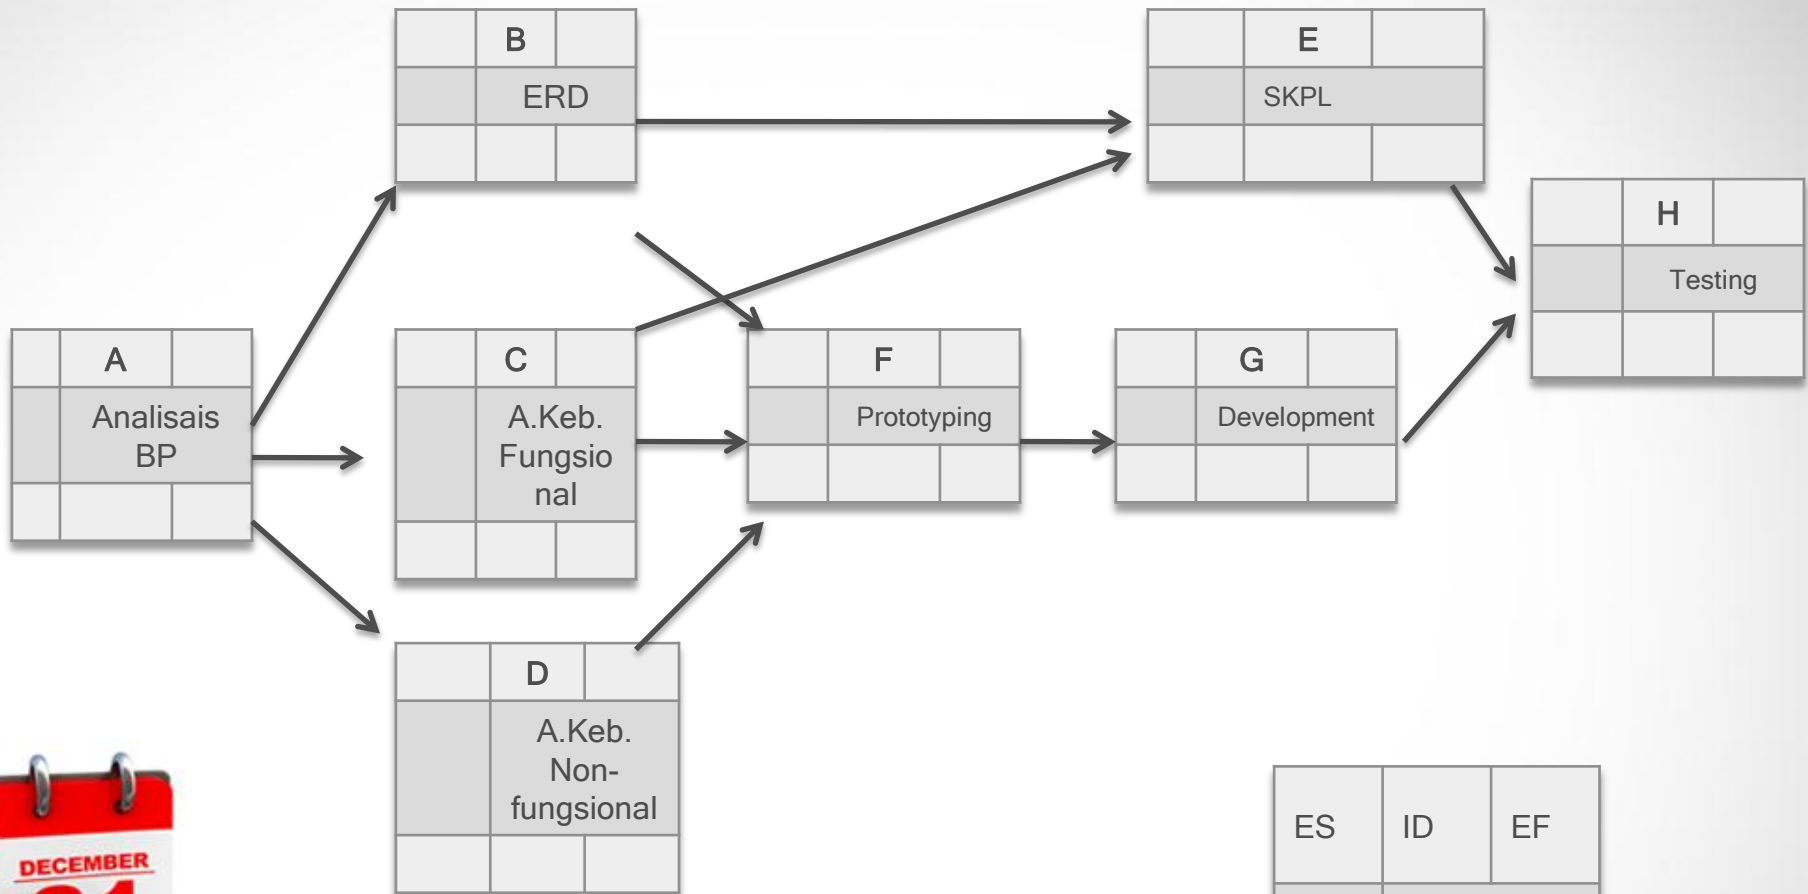 B
ERD
E
SKPL
H
Testing
A
Analisais
BP
C
A.Keb.
Fungsio
nal
F
Prototyping
G
Development
D
A.Keb.
Non-
fungsional
ES ID EF
DECEMBER